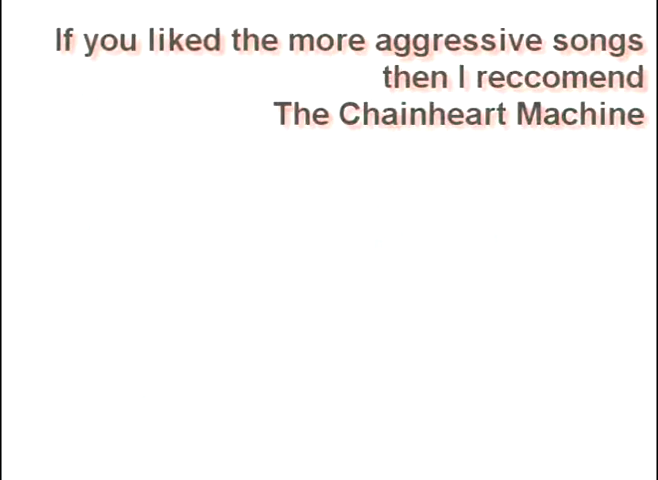 If you liked the more aggressive songs
then I reccomend
The Chainheart Machine